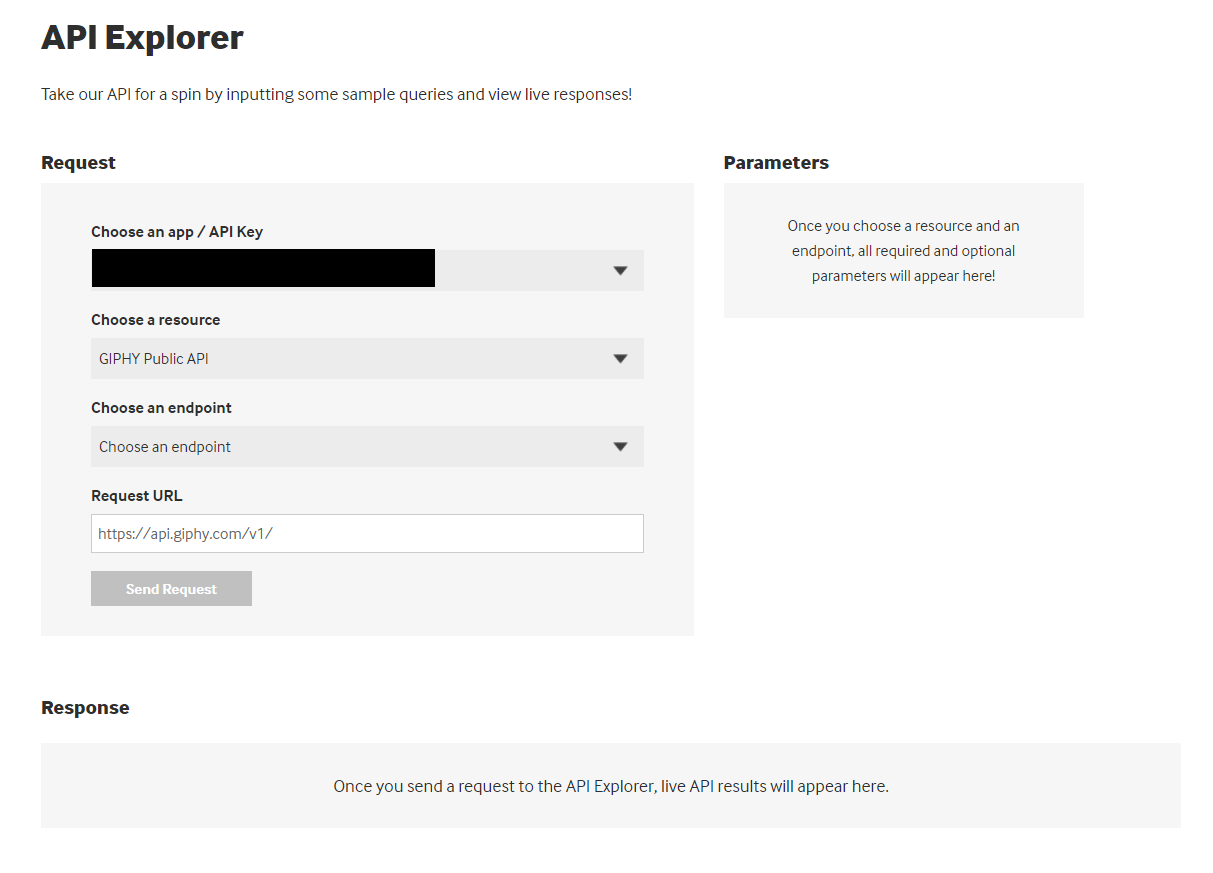 API Explorer
Take our API for a spin by inputting some sample queries and view live responses!
Request
Choose an app / API Key
Choose a resource
GIPHY Public API
Choose an endpoint
Choose an endpoint
Request URL
https://api.giphy.com/v1/
Send Request
Parameters
Once you choose a resource and an
endpoint, all required and optional
parameters will appear here!
Response
Once you send a request to the API Explorer, live API results will appear here.